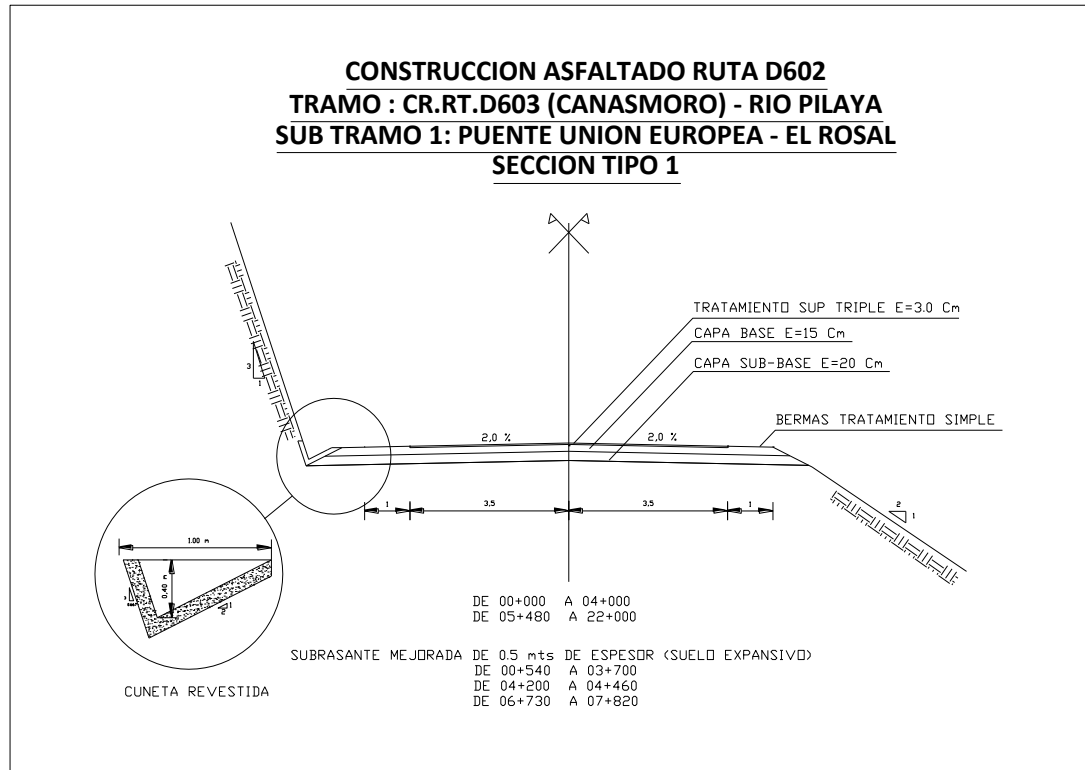 CONSTRUCCION ASFALTADO RUTA D602
TRAMO : CR.RT.D603 (CANASMORO) - RIO PILAYA
SUB TRAMO 1: PUENTE UNION EUROPEA - EL ROSAL
SECCION TIPO 1
TRATAMIENTO SUP TRIPLE E=3.0 Cm
CAPA BASE E=15 Cm
CAPA SUB-BASE E=20 Cm
3
1
BERMAS TRATAMIENTO SIMPLE
2,0 %
2,0 %
1
3,5
3,5
1
2
1
1.00 m
0,40 m
3
1
2
CUNETA REVESTIDA
DE 00+000 A 04+000
DE 05+480 A 22+000
SUBRASANTE MEJORADA DE 0.5 mts DE ESPESOR (SUELO EXPANSIVO)
DE 00+540 A 03+700
DE 04+200 A 04+460
DE 06+730 A 07+820